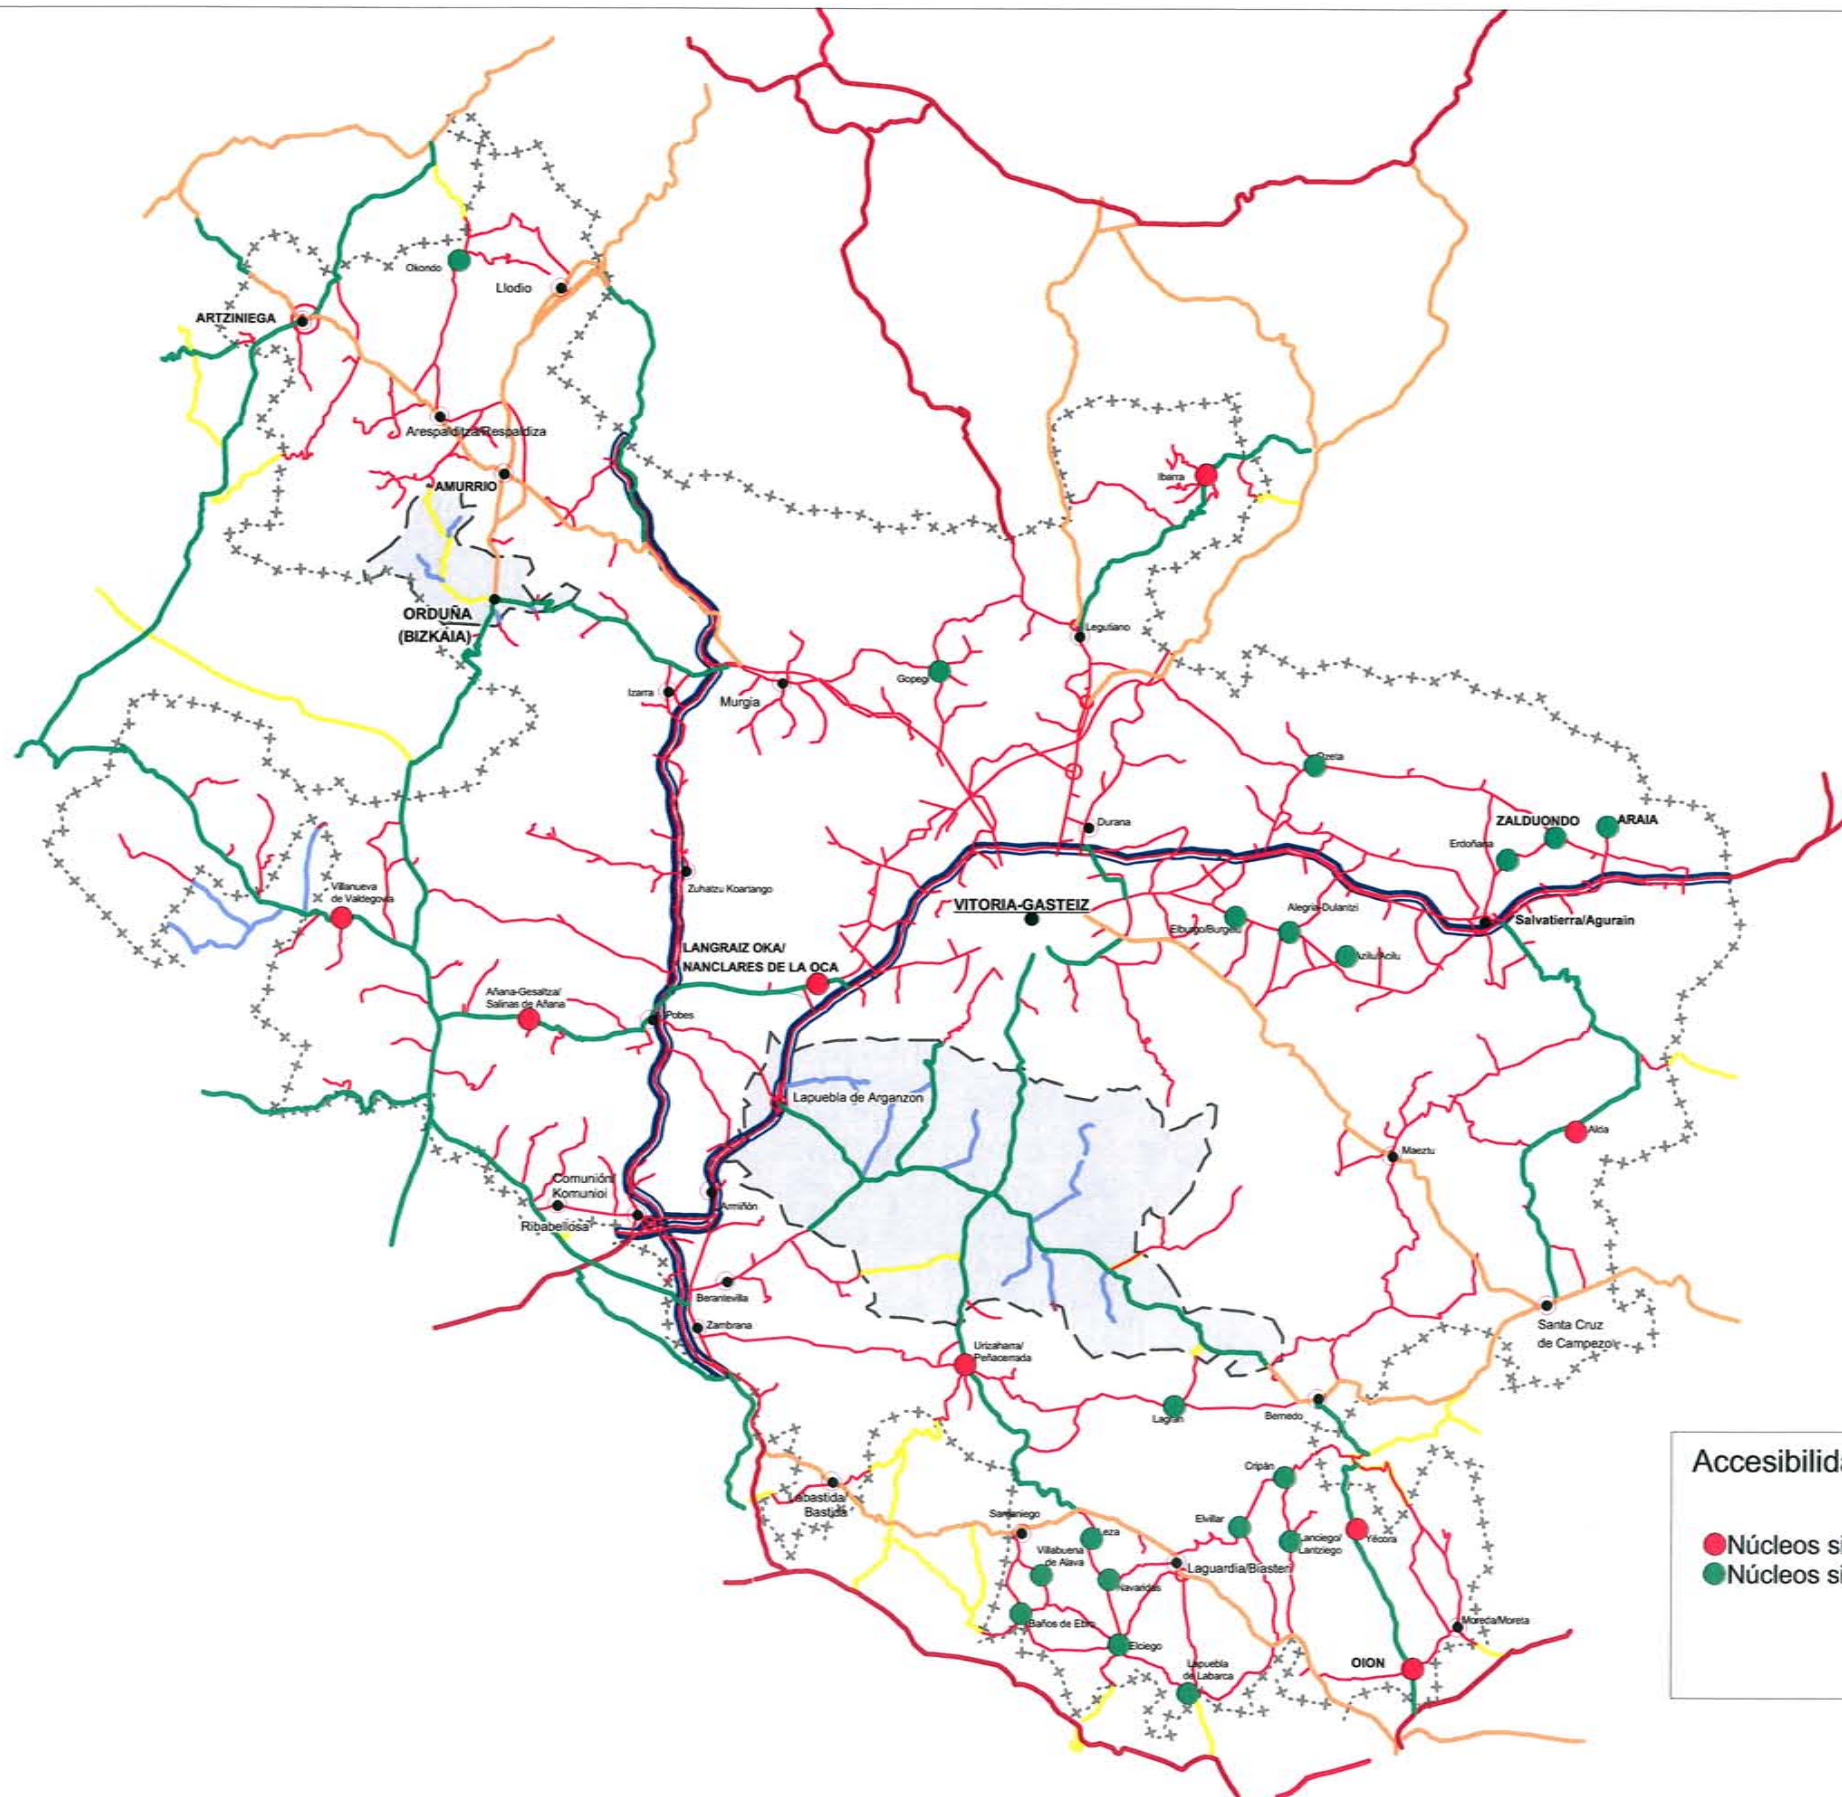 Okondo
Llodio
ARTZINIEGA
Arespalditza/Respaldiza
Ibarra
AMURRIO
ORDUÑA
(BIZKAIA)
Legutiano
Gopegi
Izarra
Murgia
Durana
ZALDUONDO
ARAIA
Erdoñana
Zuhatzu Koartango
Villanueva
de Valdegovia
VITORIA-GASTEIZ
Alegria-Dulantzi
Elburgo/Burgelu
Salvatierra/Agurain
LANGRAIZ OKA/
NANCLARES DE LA OCA
Azilu/Acilu
Añana-Gesaltza/
Salinas de Añana
Pobes
Lapuebla de Arganzon
Alda
Maeztu
Comunión/
Komunioi
Armiñón
Ribabellosa
Berantevilla
Zambrana
Santa Cruz
de Campezo
Urizaharra/
Peñacerrada
Lagrán
Bernedo
Cripán
Labastida/
Bastida
Samaniego
Leza
Elvillar
Lanciego/
Lantziego
Yécora
Villabuena
de Alava
Laguardia/Biasteri
Navaridas
Baños de Ebro
Elciego
Moreda/Moreta
Lapuebla
de Labarca
OION
Accesibilida
Núcleos si
Núcleos si